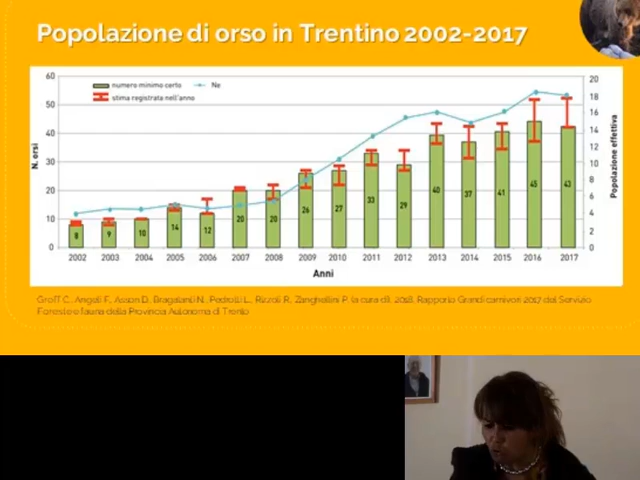 Popolazione di orso in Trentino 2002-2017
numero minimo certo
Ne
stima registrata nell'anno
N. orsi
60
50
40
30
20
10
0
20
18
16
14
12
10
8
6
4
2
0
Popolazione effettiva
8 9 10 14 12 20 20 26 27 33 29 40 37 41 45 43
2002 2003 2004 2005 2006 2007 2008 2009 2010 2011 2012 2013 2014 2015 2016 2017
Anni
Groff C., Angeli F., Asson D., Bragalanti N., Pedrotti L., Rizzoli R., Zanghellini P. (a cura di), 2018. Rapporto Grandi carnivori 2017 del Servizio
Foreste e fauna della Provincia Autonoma di Trento